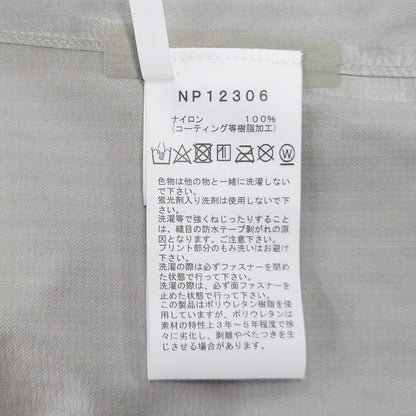 NP12306
ナイロン 100%
(コーティング等樹脂加工)
色物は他の物と一緒に洗濯しない
で下さい。
蛍光剤入り洗剤は使用しないで下
さい。
洗濯等で強くねじったりすること
は、縫目の防水テープ剥がれの原
因となります。ご注意下さい。
プリント部分のもみ洗いはお避け
下さい。
洗濯の際は必ずファスナーを閉め
た状態で行って下さい。
洗濯の際は、必ず面ファスナーを
止めた状態で行って下さい。
この製品はポリウレタン樹脂を使
用していますが、ポリウレタンは
素材の特性上3年〜5年程度で徐
々に劣化し、剥離やべたつきを生
じさせる場合があります。